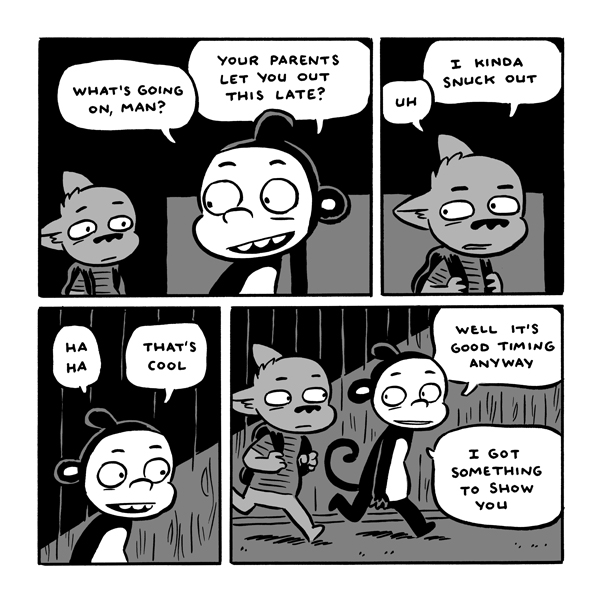 WHAT'S GOING
ON, MAN?
YOUR PARENTS
LET YOU OUT
THIS LATE?
UH
I KINDA
SNUCK OUT
HA
HA
THAT'S
COOL
WELL IT'S
GOOD TIMING
ANYWAY
I GOT
SOMETHING
TO SHOW
YOU